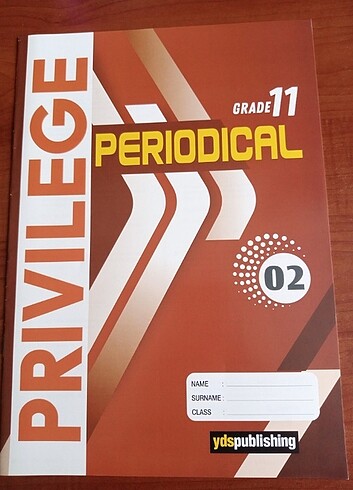 PRIVILEGE
GRADE 11
PERIODICAL
02
NAME :
SURNAME :
CLASS :
ydspublishing